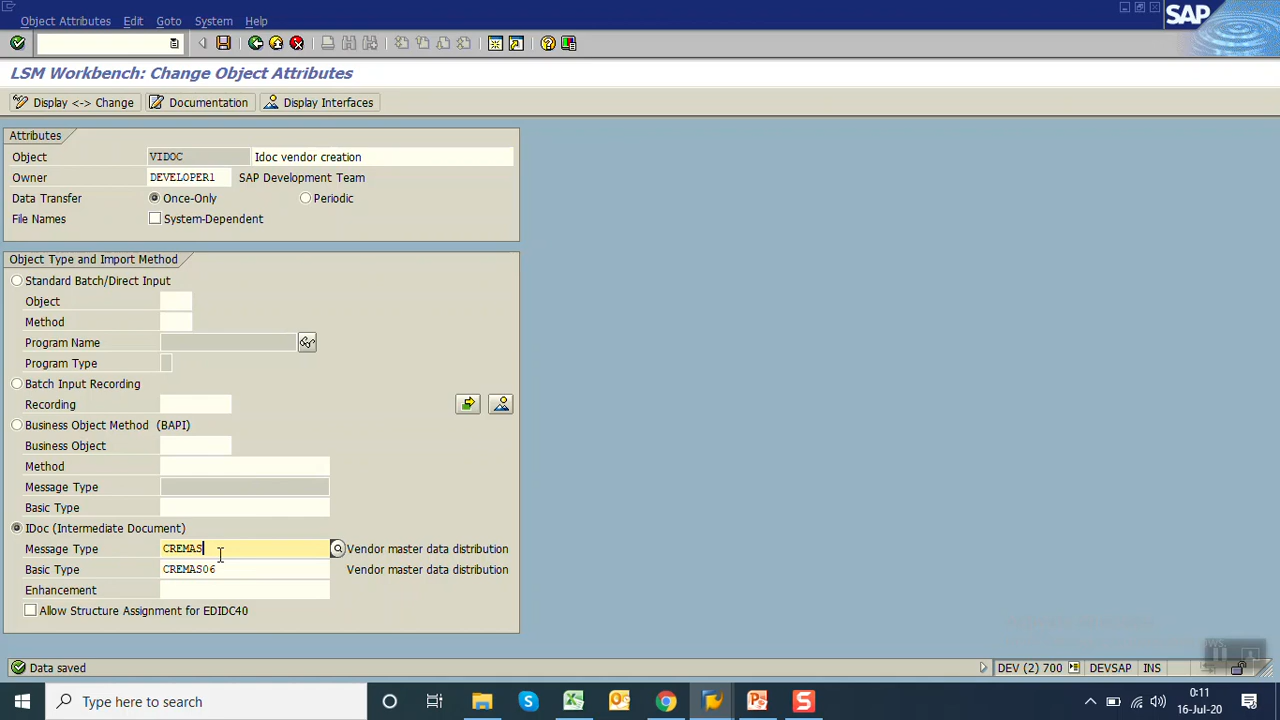 Object Attributes Edit Goto System Help
SAP
LSM Workbench: Change Object Attributes
Display <-> Change Documentation Display Interfaces
Attributes
Object VIDOC Idoc vendor creation
Owner DEVELOPER1 SAP Development Team
Data Transfer Once-Only Periodic
File Names System-Dependent
Object Type and Import Method
Standard Batch/Direct Input
Object
Method
Program Name
Program Type
Batch Input Recording
Recording
Business Object Method (BAPI)
Business Object
Method
Message Type
Basic Type
IDoc (Intermediate Document)
Message Type CREMAS Vendor master data distribution
Basic Type CREMAS06 Vendor master data distribution
Enhancement
Allow Structure Assignment for EDIDC40
Data saved DEV (2) 700 DEVSAP INS
Type here to search 0:11
16-Jul-20